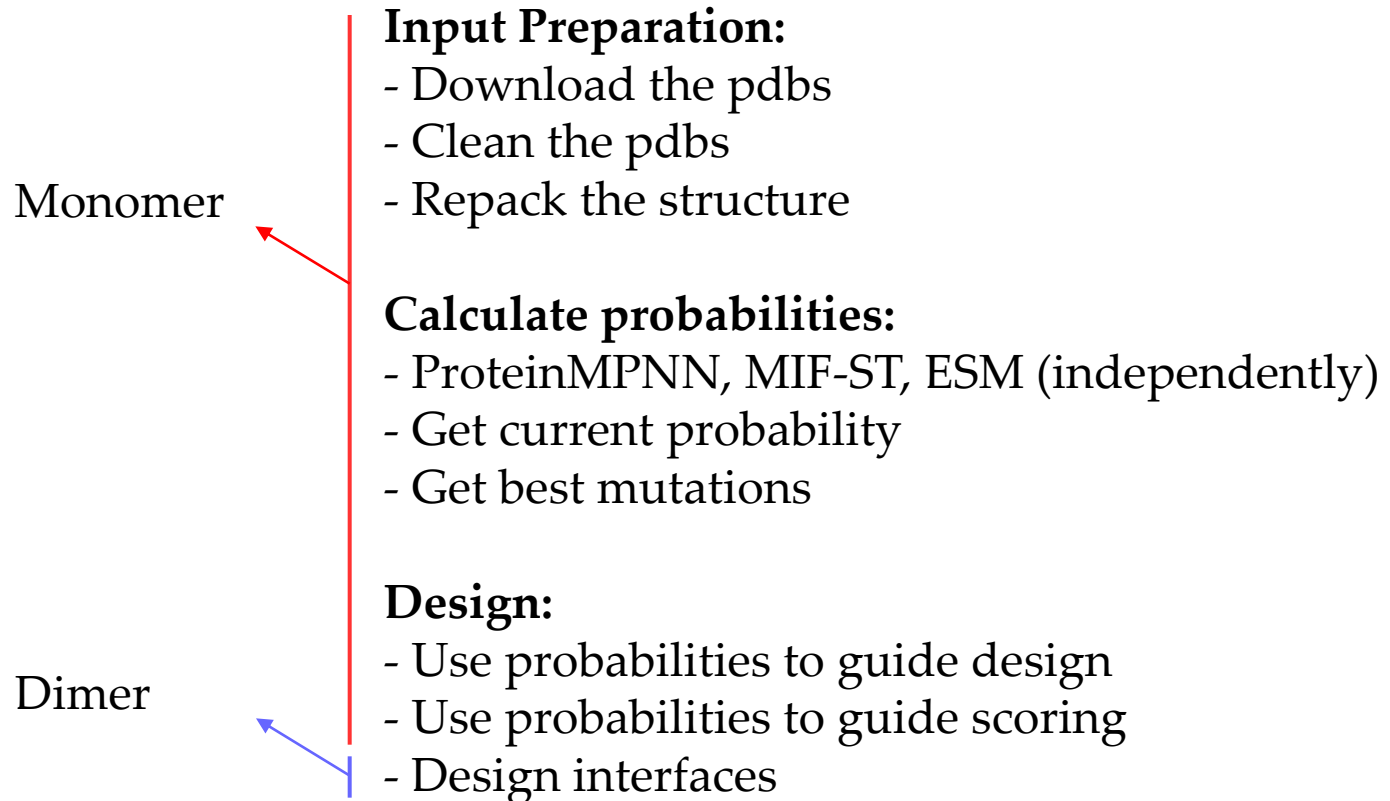 Input Preparation:
- Download the pdbs
- Clean the pdbs
- Repack the structure
Monomer
Calculate probabilities:
- ProteinMPNN, MIF-ST, ESM (independently)
- Get current probability
- Get best mutations
Design:
- Use probabilities to guide design
- Use probabilities to guide scoring
- Design interfaces
Dimer